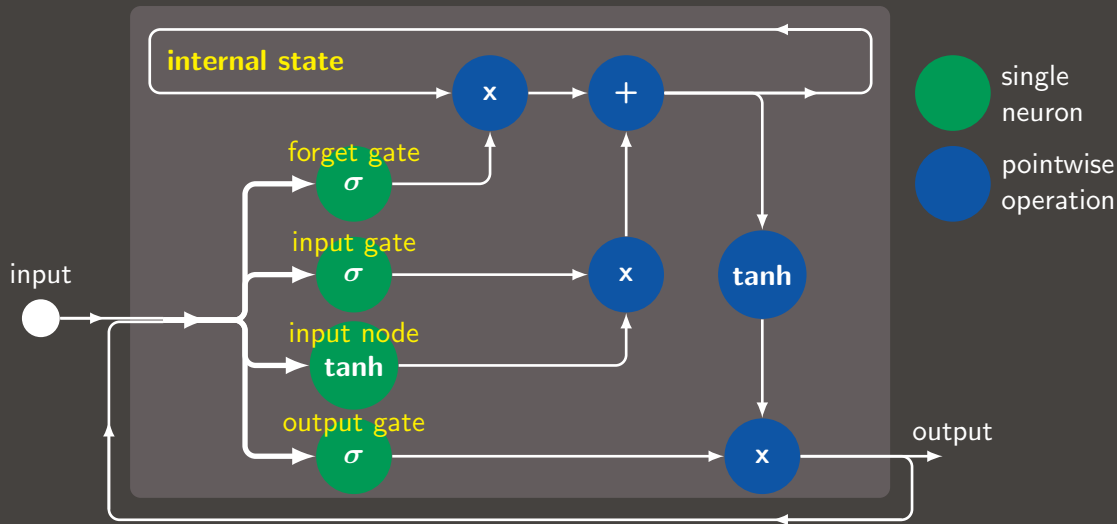 internal state
x
+
single
neuron
forget gate
σ
pointwise
operation
input gate
σ
x
tanh
input
input node
tanh
output gate
σ
x
output